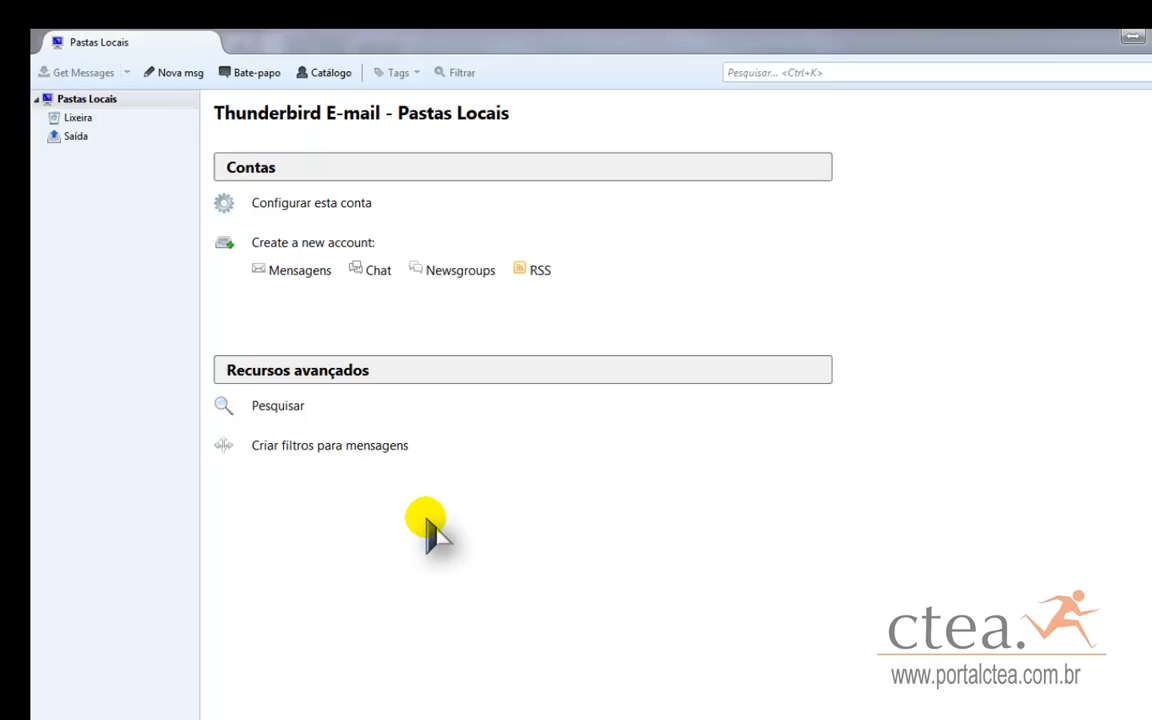 Pastas Locais
Get Messages Nova msg Bate-papo Catálogo Tags Filtrar Pesquisar... <Ctrl+K>
Pastas Locais
Lixeira
Saída
Thunderbird E-mail - Pastas Locais
Contas
Configurar esta conta
Create a new account:
Mensagens Chat Newsgroups RSS
Recursos avançados
Pesquisar
Criar filtros para mensagens
ctea.
www.portalctea.com.br